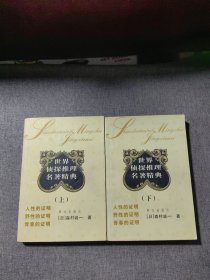 世界
侦探推理
名著精典
(上)
人性的证明
野性的证明
青春的证明
[日]森村诚一 著
世界
侦探推理
名著精典
(下)
人性的证明
野性的证明
青春的证明
[日]森村诚一 著